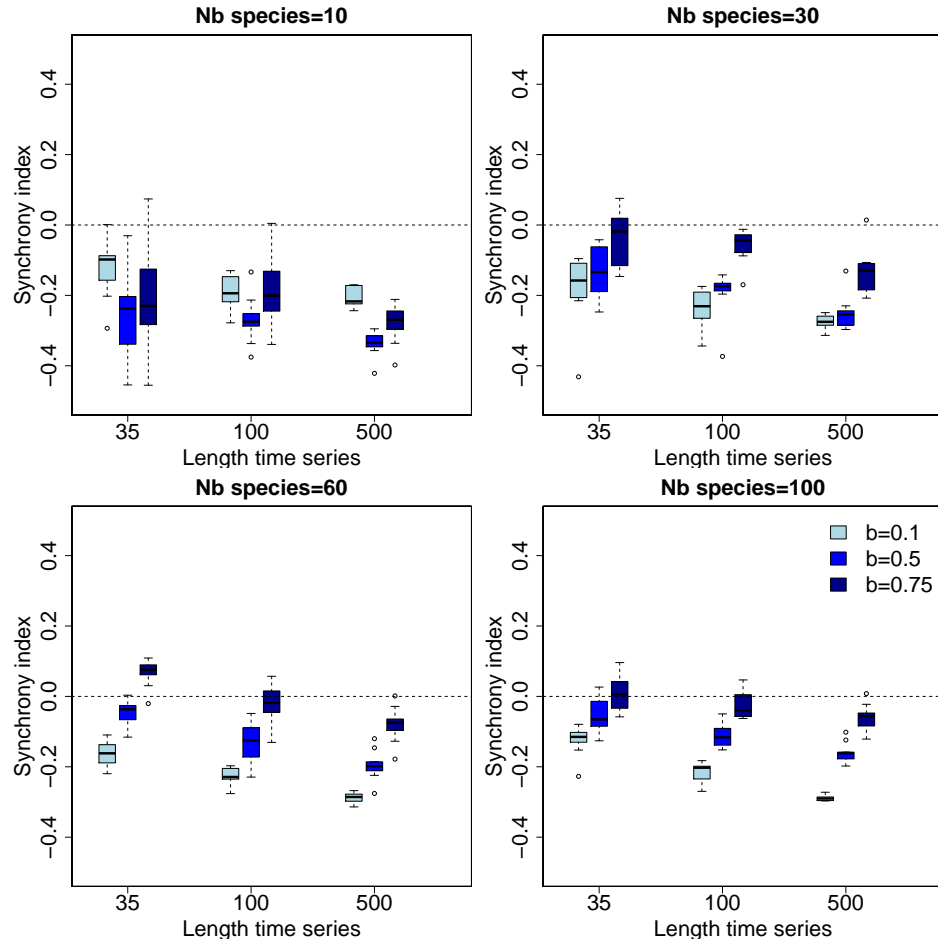 Nb species=10
Synchrony index
0.4
0.2
0.0
−0.2
−0.4
35
100
500
Length time series
Nb species=30
Synchrony index
0.4
0.2
0.0
−0.2
−0.4
35
100
500
Length time series
Nb species=60
Synchrony index
0.4
0.2
0.0
−0.2
−0.4
35
100
500
Length time series
Nb species=100
b=0.1
b=0.5
b=0.75
Synchrony index
0.4
0.2
0.0
−0.2
−0.4
35
100
500
Length time series